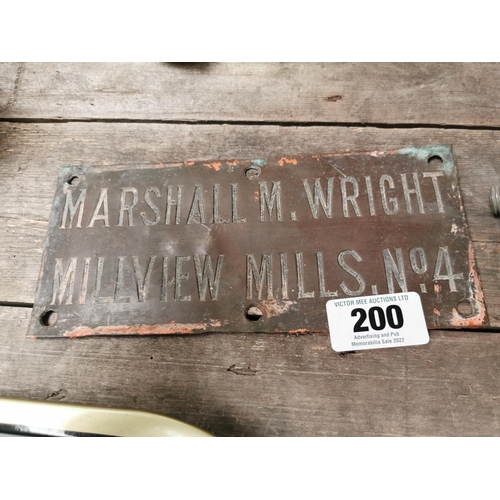 MARSHALL M. WRIGHT
MILLVIEW MILLS. Nº4
VICTOR MEE AUCTIONS LTD
200
Advertising and Pub
Memorabilia Sale 2022